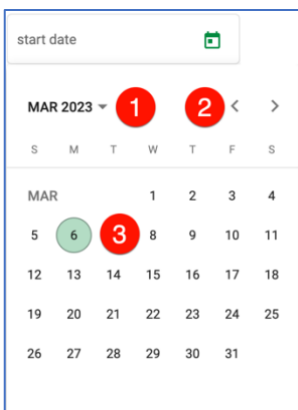 start date
MAR 2023 1 2 < >
S M T W T F S
MAR 1 2 3 4
5 6 3 8 9 10 11
12 13 14 15 16 17 18
19 20 21 22 23 24 25
26 27 28 29 30 31